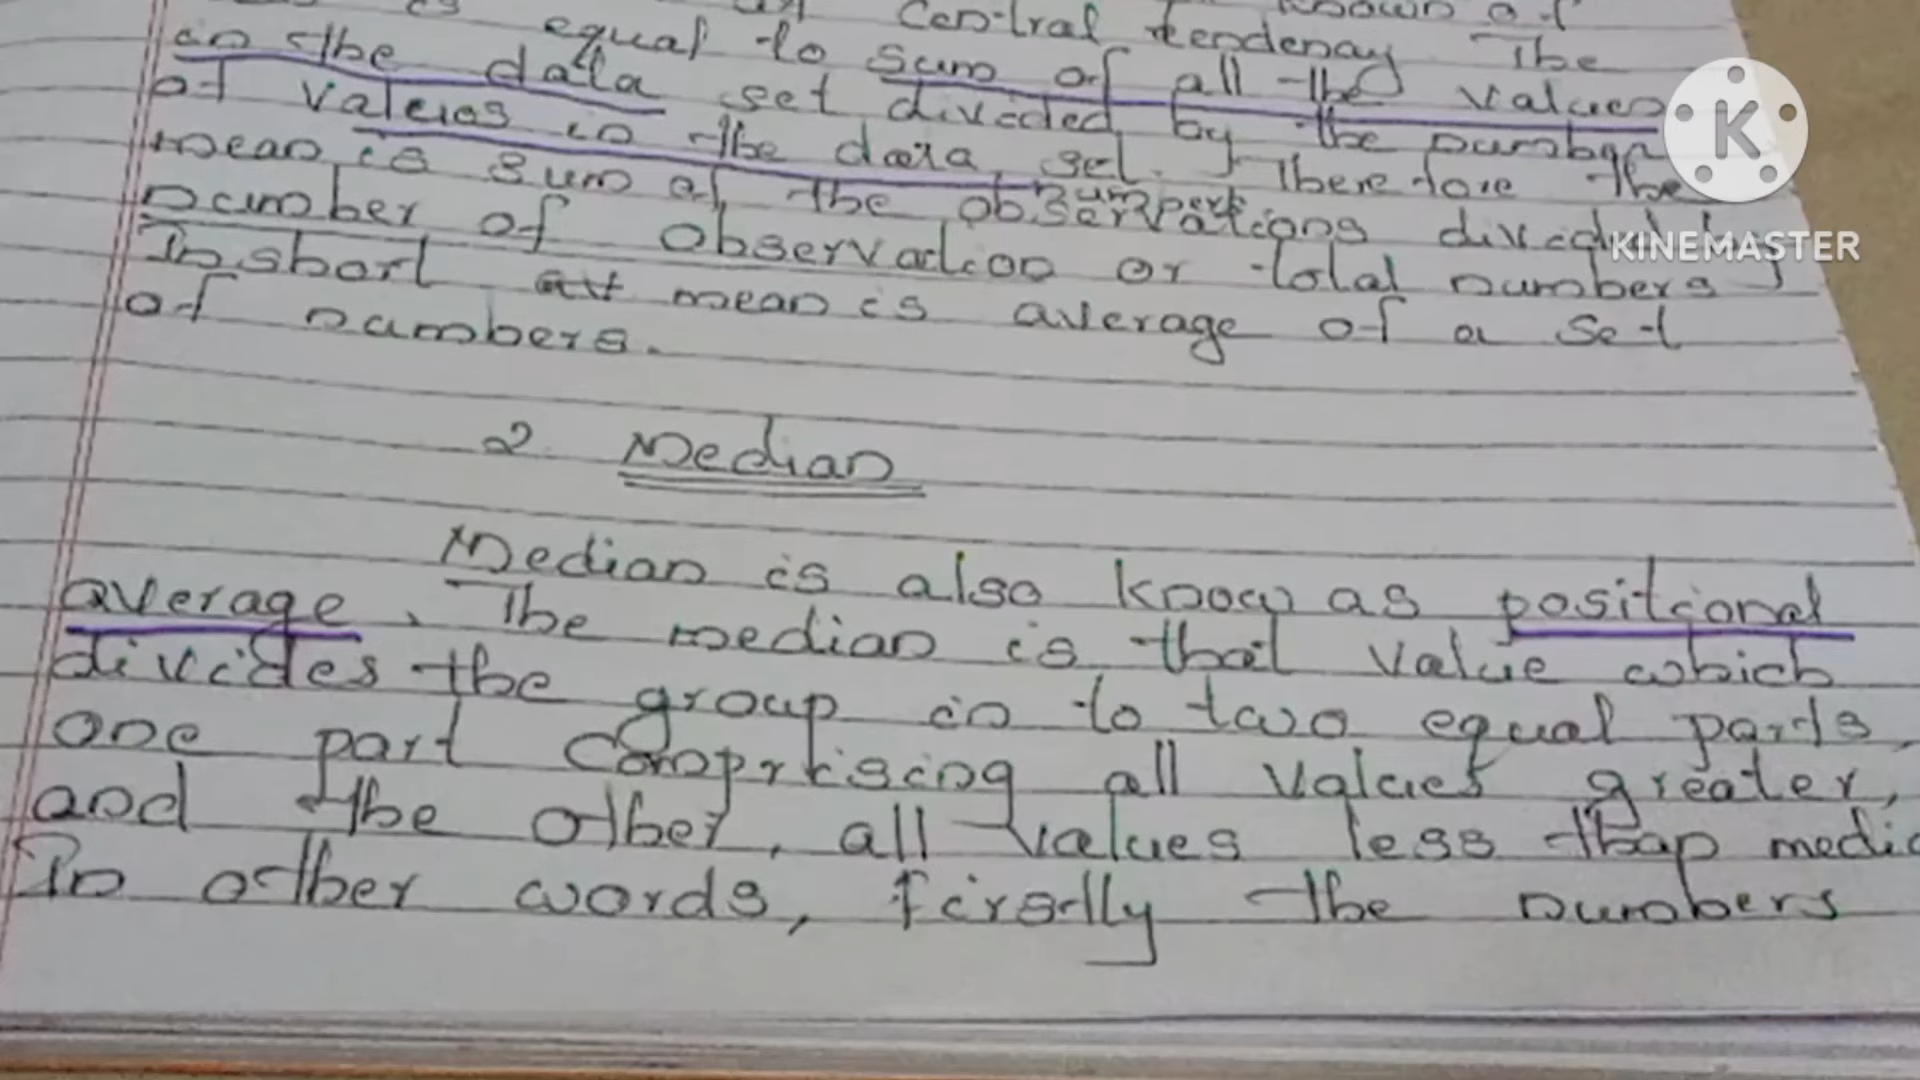 Central tendenay The
equal to sum of all the values
in the data set divided by the number
of values in the data set. Therefore the
mean is sum of the observations divided
number of observation or total numbers
In short mean is average of a set
of numbers.
2. Median
Median is also know as positional
average. The median is that value which
divides the group in to two equal parts,
one part comprising all values greater,
and the other, all values less than medi
In other words, firstly the numbers
K
KINEMASTER